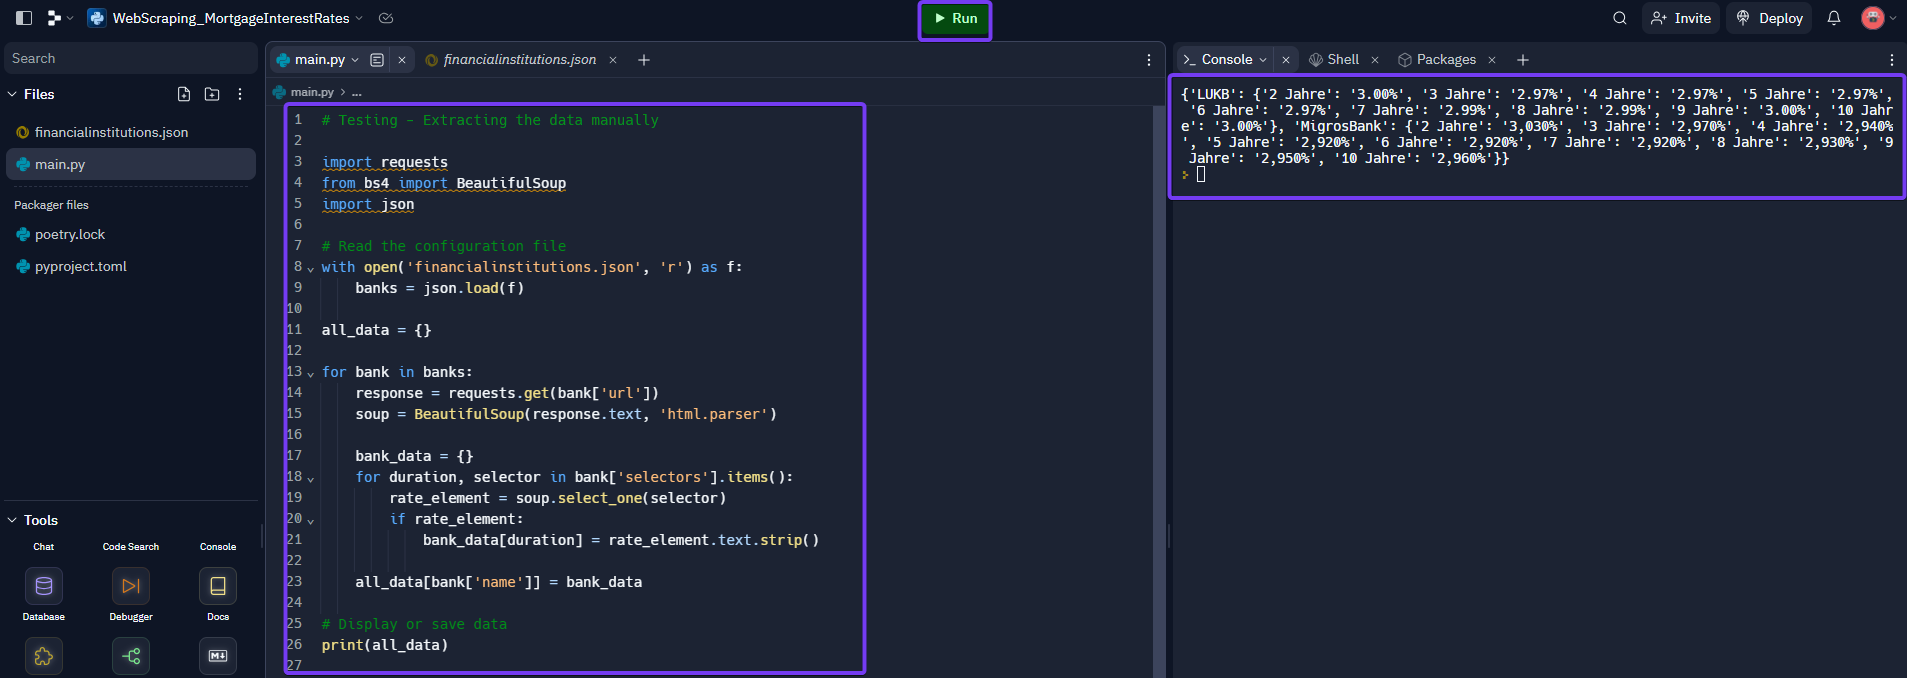 WebScraping_MortgageInterestRates
Run
Invite
Deploy
Search
Files
financialinstitutions.json
main.py
Packager files
poetry.lock
pyproject.toml
Tools
Chat
Code Search
Console
Database
Debugger
Docs
main.py
financialinstitutions.json
main.py > ...
1 # Testing - Extracting the data manually
2
3 import requests
4 from bs4 import BeautifulSoup
5 import json
6
7 # Read the configuration file
8 with open('financialinstitutions.json', 'r') as f:
9     banks = json.load(f)
10
11 all_data = {}
12
13 for bank in banks:
14     response = requests.get(bank['url'])
15     soup = BeautifulSoup(response.text, 'html.parser')
16
17     bank_data = {}
18     for duration, selector in bank['selectors'].items():
19         rate_element = soup.select_one(selector)
20         if rate_element:
21             bank_data[duration] = rate_element.text.strip()
22
23     all_data[bank['name']] = bank_data
24
25 # Display or save data
26 print(all_data)
27
Console
Shell
Packages
{'LUKB': {'2 Jahre': '3.00%', '3 Jahre': '2.97%', '4 Jahre': '2.97%', '5 Jahre': '2.97%',
 '6 Jahre': '2.97%', '7 Jahre': '2.99%', '8 Jahre': '2.99%', '9 Jahre': '3.00%', '10 Jahr
e': '3.00%'}, 'MigrosBank': {'2 Jahre': '3,030%', '3 Jahre': '2,970%', '4 Jahre': '2,940%
', '5 Jahre': '2,920%', '6 Jahre': '2,920%', '7 Jahre': '2,920%', '8 Jahre': '2,930%', '9
 Jahre': '2,950%', '10 Jahre': '2,960%'}}